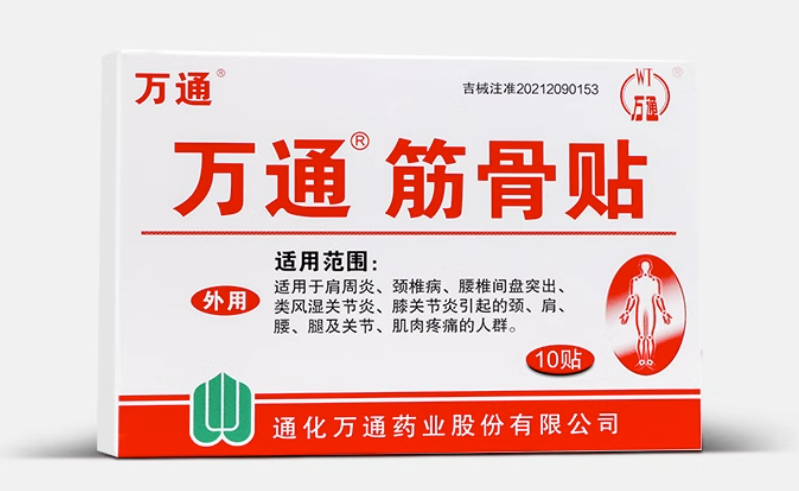 万通®
吉械注准20212090153
WT
万通
®
万通® 筋骨贴
适用范围：
外用
适用于肩周炎、颈椎病、腰椎间盘突出、
类风湿关节炎、膝关节炎引起的颈、肩、
腰、腿及关节、肌肉疼痛的人群。
10贴
通化万通药业股份有限公司